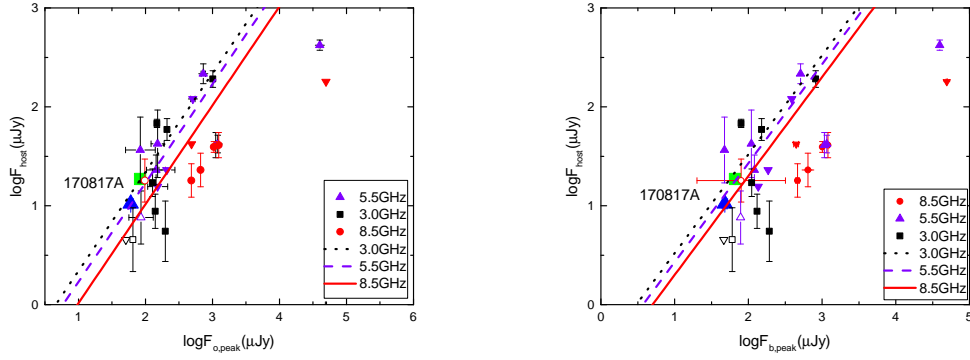 3
2
1
0
0
1
2
3
4
5
6
logF_host(μJy)
logF_o,peak(μJy)
170817A
5.5GHz
3.0GHz
8.5GHz
3.0GHz
5.5GHz
8.5GHz
3
2
1
0
0
1
2
3
4
5
logF_host(μJy)
logF_b,peak(μJy)
170817A
8.5GHz
5.5GHz
3.0GHz
3.0GHz
5.5GHz
8.5GHz